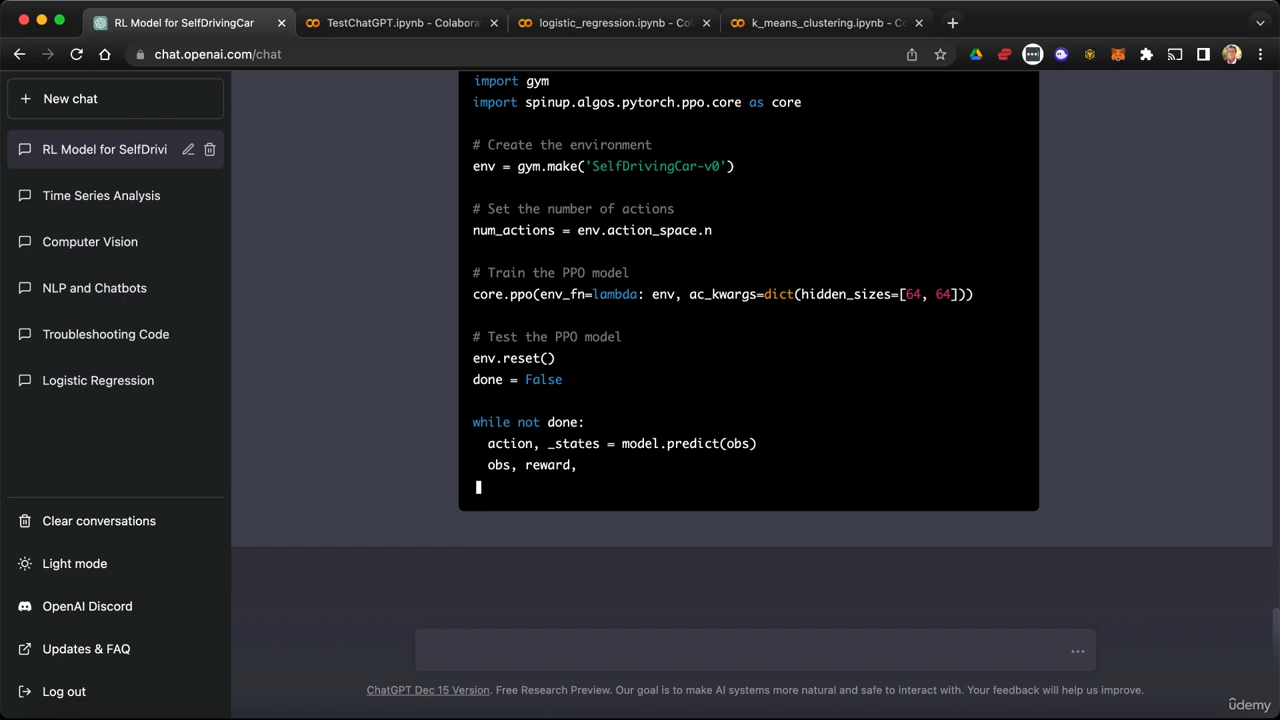 RL Model for SelfDrivingCar
TestChatGPT.ipynb - Colabora
logistic_regression.ipynb - Col
k_means_clustering.ipynb - Co
chat.openai.com/chat
New chat
RL Model for SelfDrivi
Time Series Analysis
Computer Vision
NLP and Chatbots
Troubleshooting Code
Logistic Regression
Clear conversations
Light mode
OpenAI Discord
Updates & FAQ
Log out
import gym
import spinup.algos.pytorch.ppo.core as core
# Create the environment
env = gym.make('SelfDrivingCar-v0')
# Set the number of actions
num_actions = env.action_space.n
# Train the PPO model
core.ppo(env_fn=lambda: env, ac_kwargs=dict(hidden_sizes=[64, 64]))
# Test the PPO model
env.reset()
done = False
while not done:
action, _states = model.predict(obs)
obs, reward,
ChatGPT Dec 15 Version. Free Research Preview. Our goal is to make AI systems more natural and safe to interact with. Your feedback will help us improve.
ûdemy